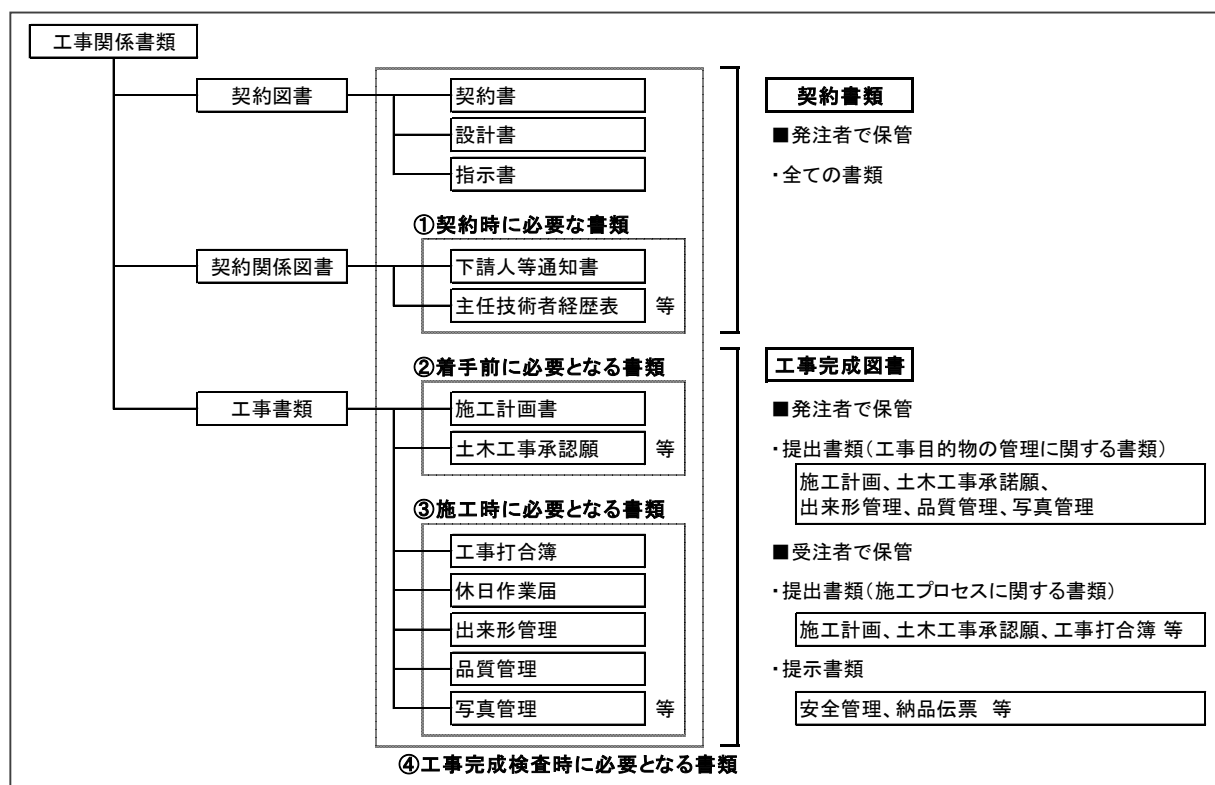 工事関係書類
契約図書
契約書
設計書
指示書
①契約時に必要な書類
契約関係図書
下請人等通知書
主任技術者経歴表 等
②着手前に必要となる書類
工事書類
施工計画書
土木工事承認願 等
③施工時に必要となる書類
工事打合簿
休日作業届
出来形管理
品質管理
写真管理 等
④工事完成検査時に必要となる書類
契約書類
■発注者で保管
・全ての書類
工事完成図書
■発注者で保管
・提出書類(工事目的物の管理に関する書類)
施工計画、土木工事承諾願、
出来形管理、品質管理、写真管理
■受注者で保管
・提出書類(施工プロセスに関する書類)
施工計画、土木工事承認願、工事打合簿 等
・提示書類
安全管理、納品伝票 等